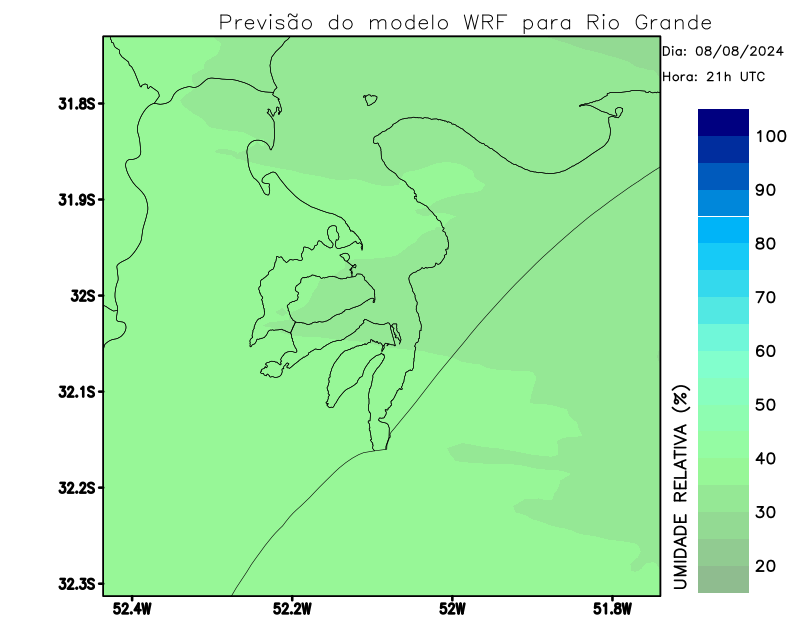 Previsão do modelo WRF para Rio Grande
Dia: 08/08/2024
Hora: 21h UTC
31.8S
31.9S
32S
32.1S
32.2S
32.3S
52.4W
52.2W
52W
51.8W
100
90
80
70
60
50
40
30
20
UMIDADE RELATIVA (%)